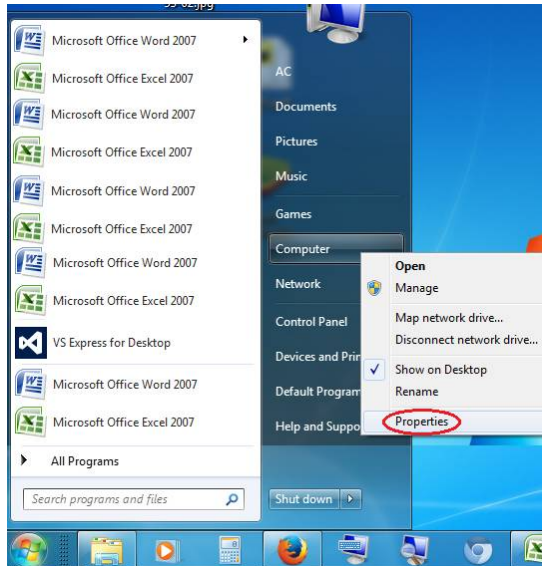 Microsoft Office Word 2007
Microsoft Office Excel 2007
Microsoft Office Word 2007
Microsoft Office Excel 2007
Microsoft Office Word 2007
Microsoft Office Excel 2007
Microsoft Office Word 2007
Microsoft Office Excel 2007
VS Express for Desktop
Microsoft Office Word 2007
Microsoft Office Excel 2007
All Programs
Search programs and files
AC
Documents
Pictures
Music
Games
Computer
Network
Control Panel
Devices and Prin
Default Program
Help and Suppo
Shut down
Open
Manage
Map network drive...
Disconnect network drive...
Show on Desktop
Rename
Properties